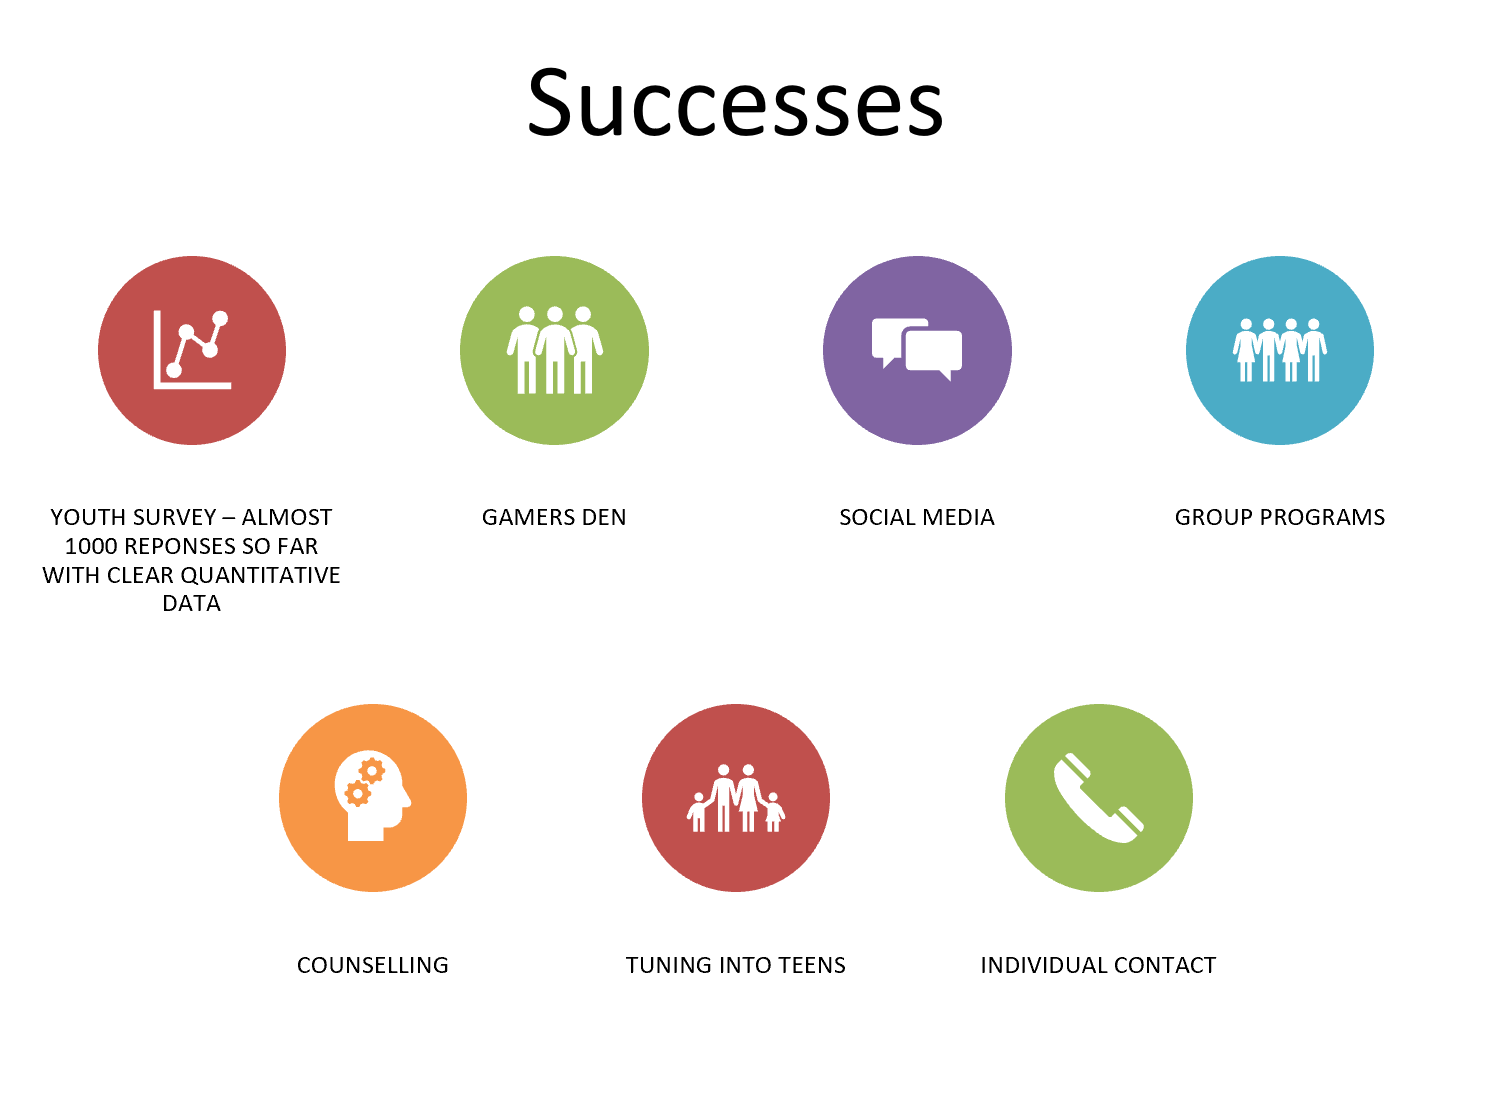 Successes
YOUTH SURVEY – ALMOST
1000 REPONSES SO FAR
WITH CLEAR QUANTITATIVE
DATA
GAMERS DEN
SOCIAL MEDIA
GROUP PROGRAMS
COUNSELLING
TUNING INTO TEENS
INDIVIDUAL CONTACT